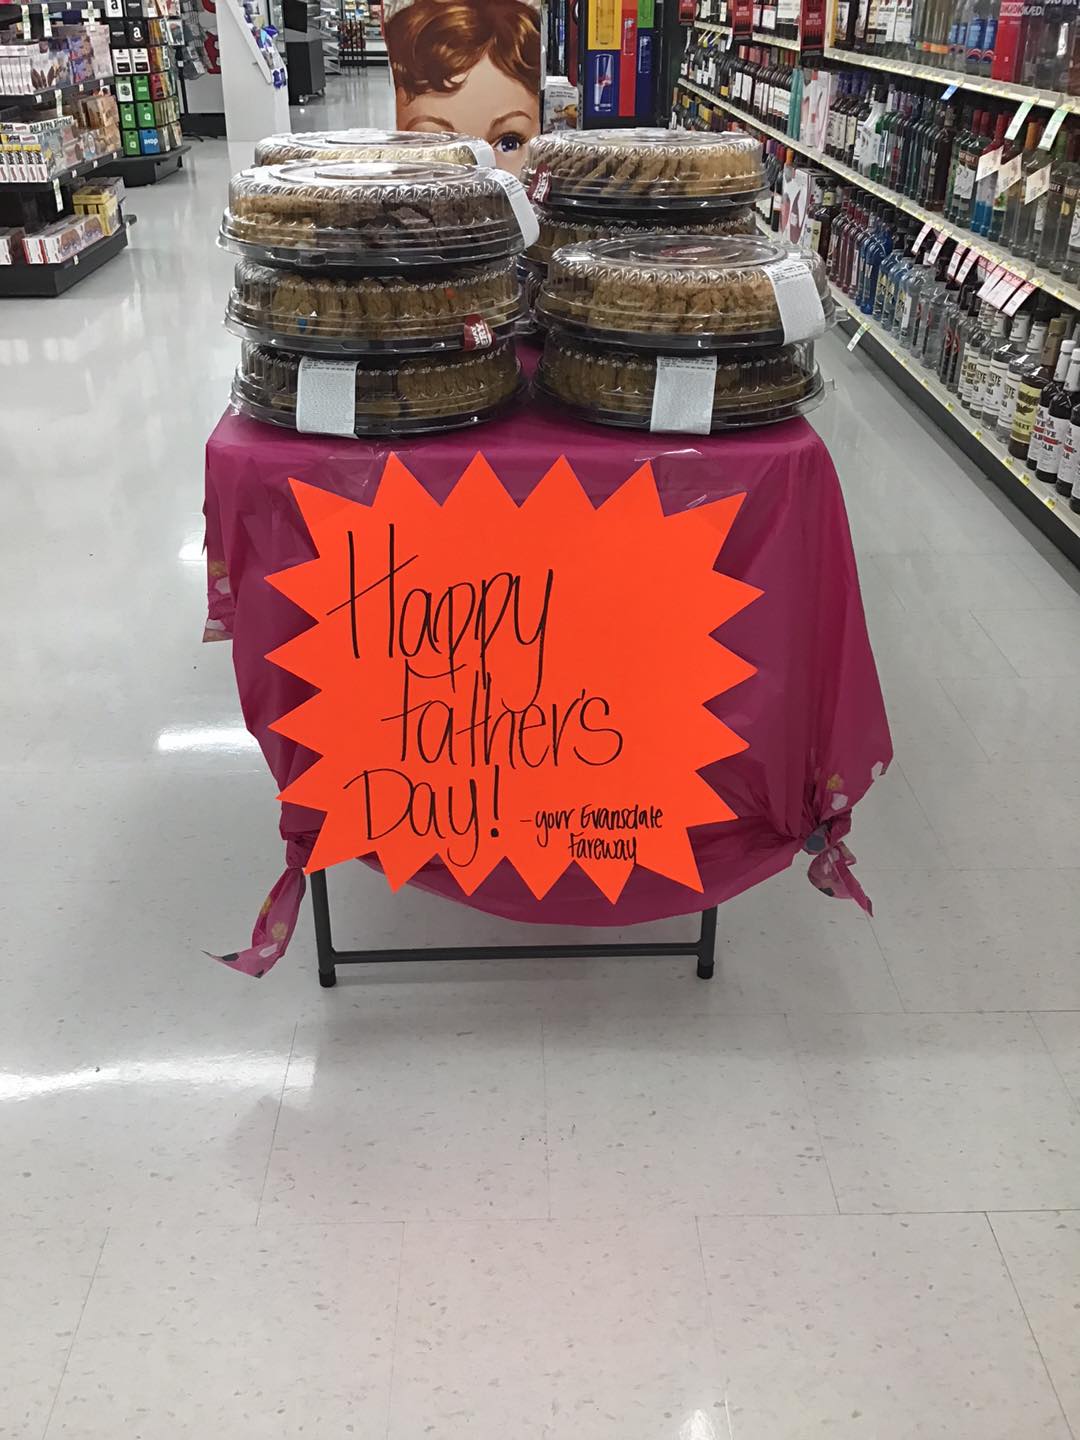 Happy
Father's
Day!
- your Evansdale
Fareway